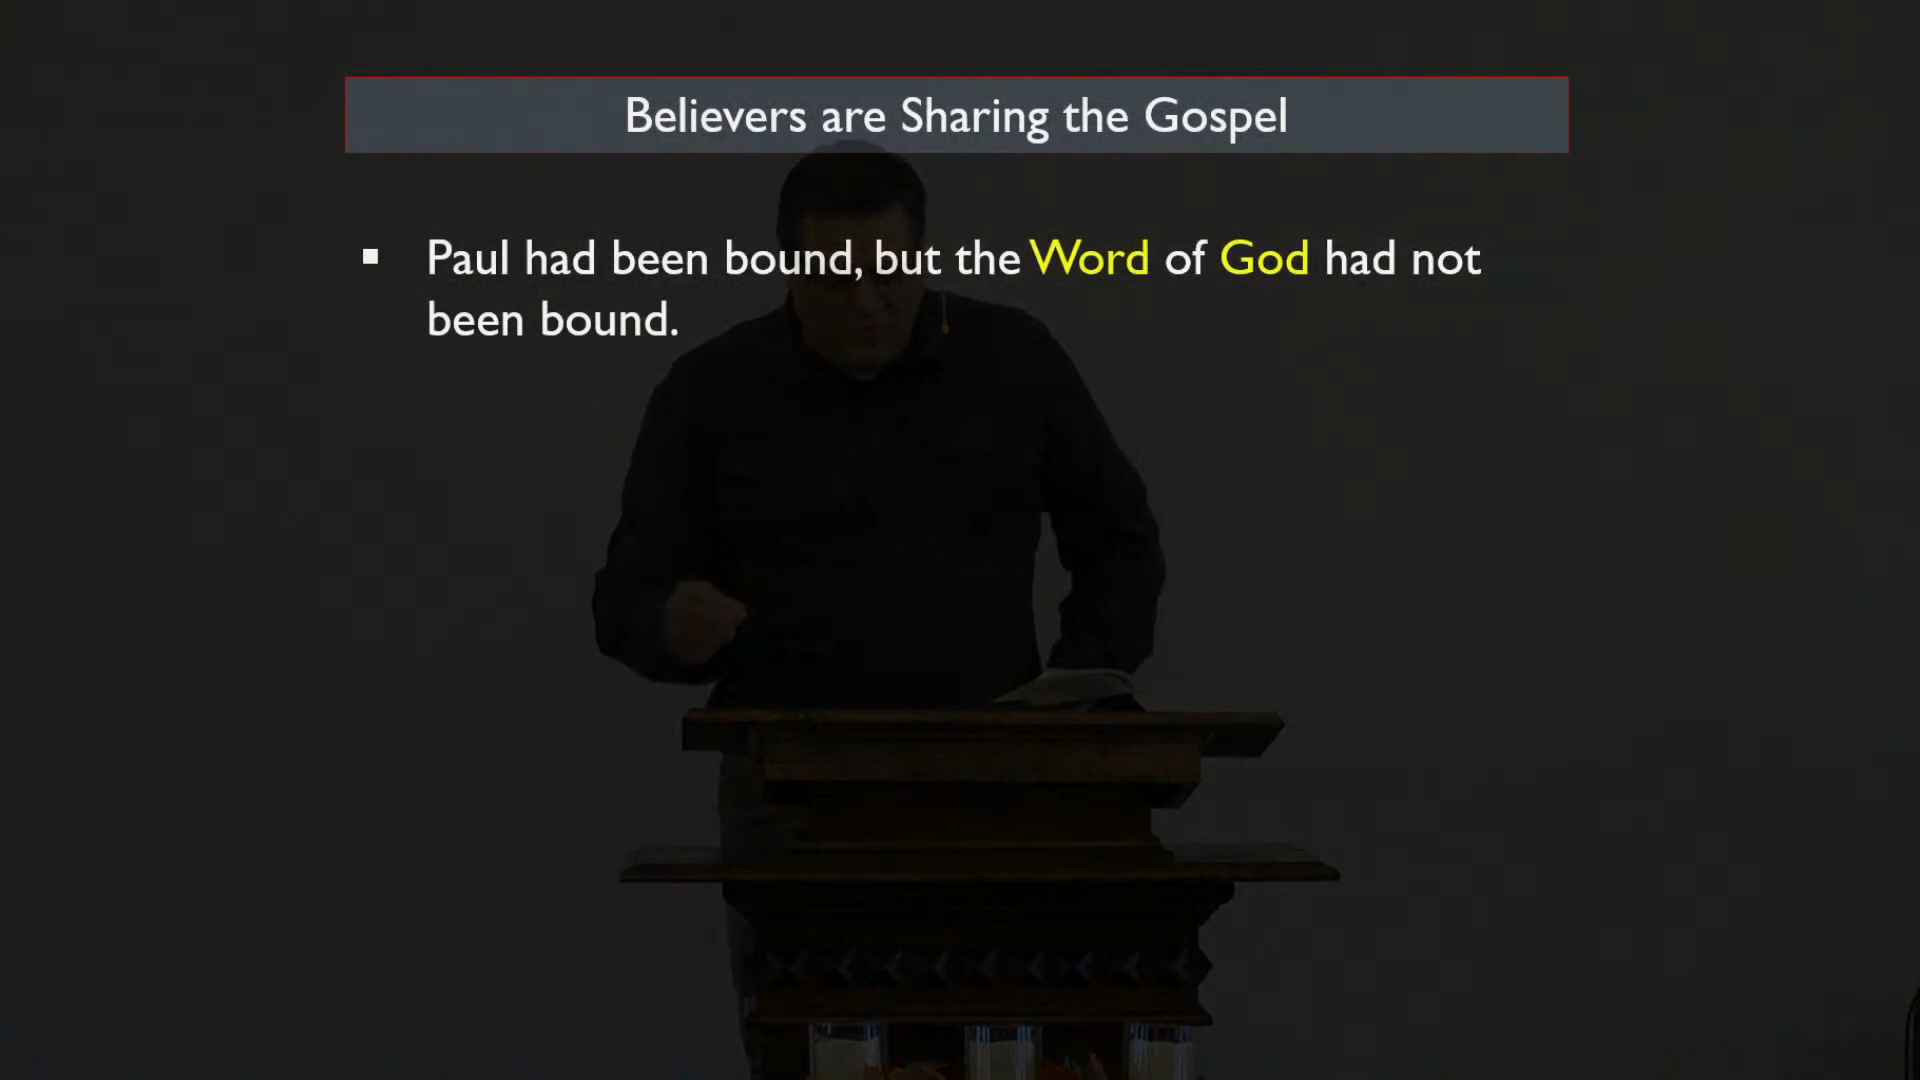 Believers are Sharing the Gospel
▪ Paul had been bound, but the Word of God had not
been bound.